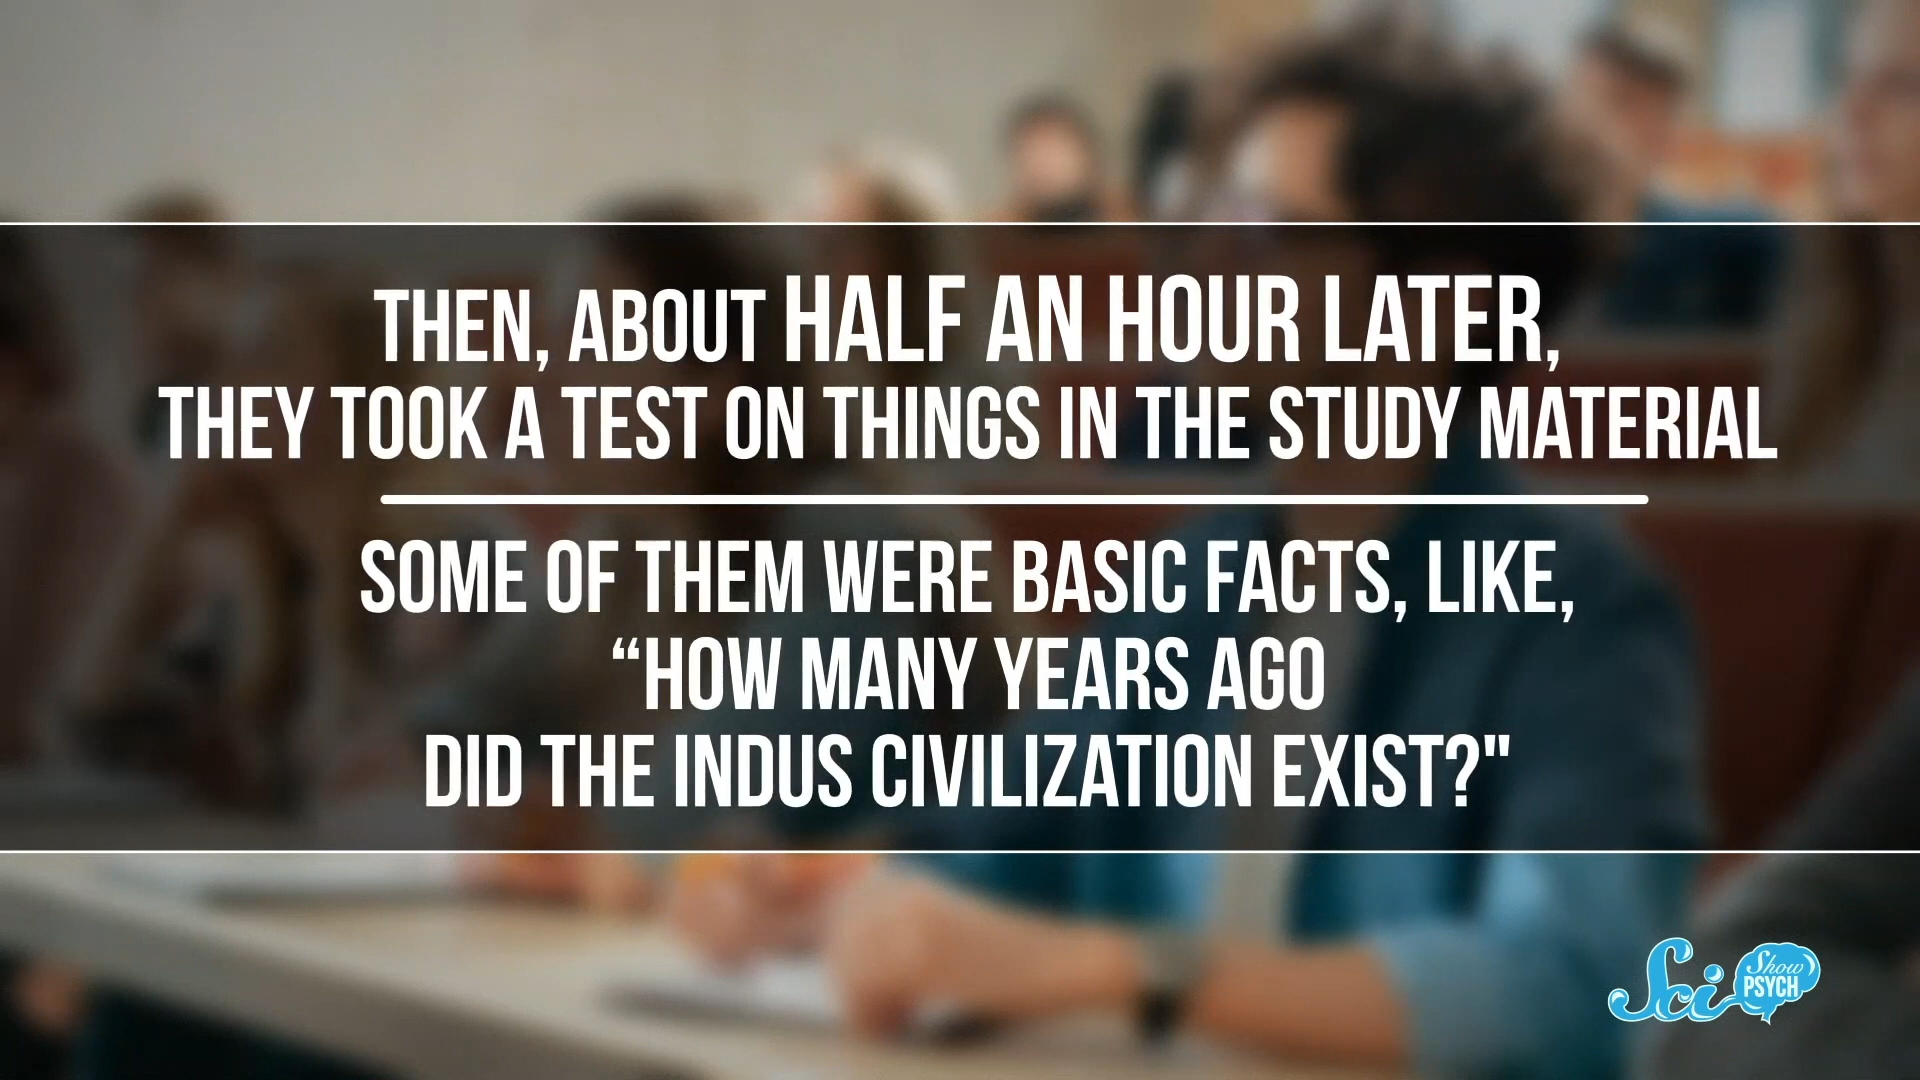 THEN, ABOUT HALF AN HOUR LATER,
THEY TOOK A TEST ON THINGS IN THE STUDY MATERIAL
SOME OF THEM WERE BASIC FACTS, LIKE,
“HOW MANY YEARS AGO
DID THE INDUS CIVILIZATION EXIST?"
Sci Show
PSYCH